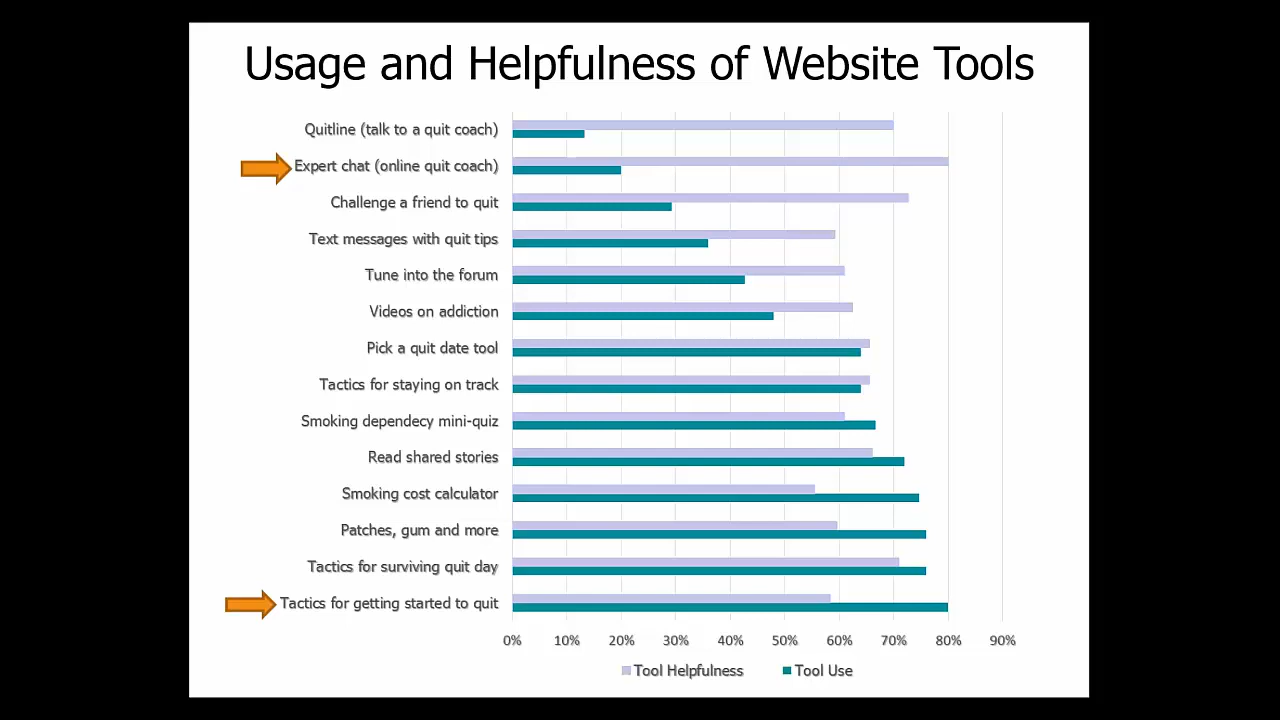 Usage and Helpfulness of Website Tools
Quitline (talk to a quit coach)
Expert chat (online quit coach)
Challenge a friend to quit
Text messages with quit tips
Tune into the forum
Videos on addiction
Pick a quit date tool
Tactics for staying on track
Smoking dependecy mini-quiz
Read shared stories
Smoking cost calculator
Patches, gum and more
Tactics for surviving quit day
Tactics for getting started to quit
0% 10% 20% 30% 40% 50% 60% 70% 80% 90%
Tool Helpfulness Tool Use